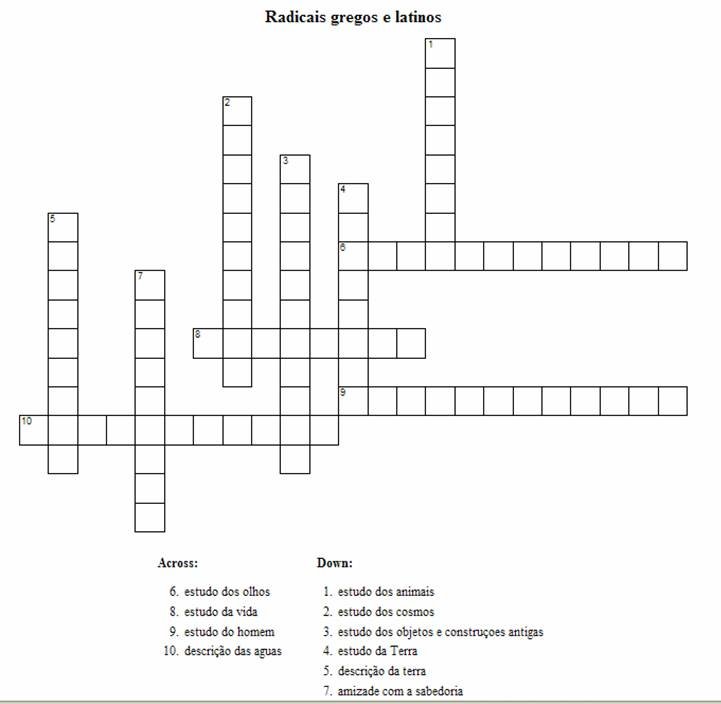 Radicais gregos e latinos
1
2
3
4
5
6
7
8
9
10
Across:
6. estudo dos olhos
8. estudo da vida
9. estudo do homem
10. descrição das aguas
Down:
1. estudo dos animais
2. estudo dos cosmos
3. estudo dos objetos e construçoes antigas
4. estudo da Terra
5. descrição da terra
7. amizade com a sabedoria